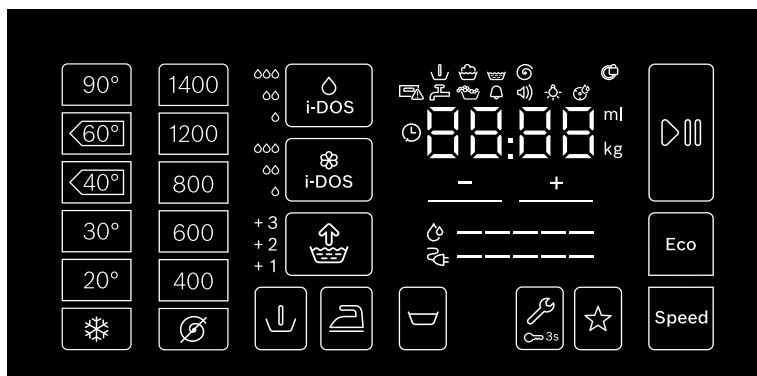 90°
60°
40°
30°
20°
1400
1200
800
600
400
i-DOS
i-DOS
+ 3
+ 2
+ 1
88:88
ml
kg
− +
3s
Eco
Speed